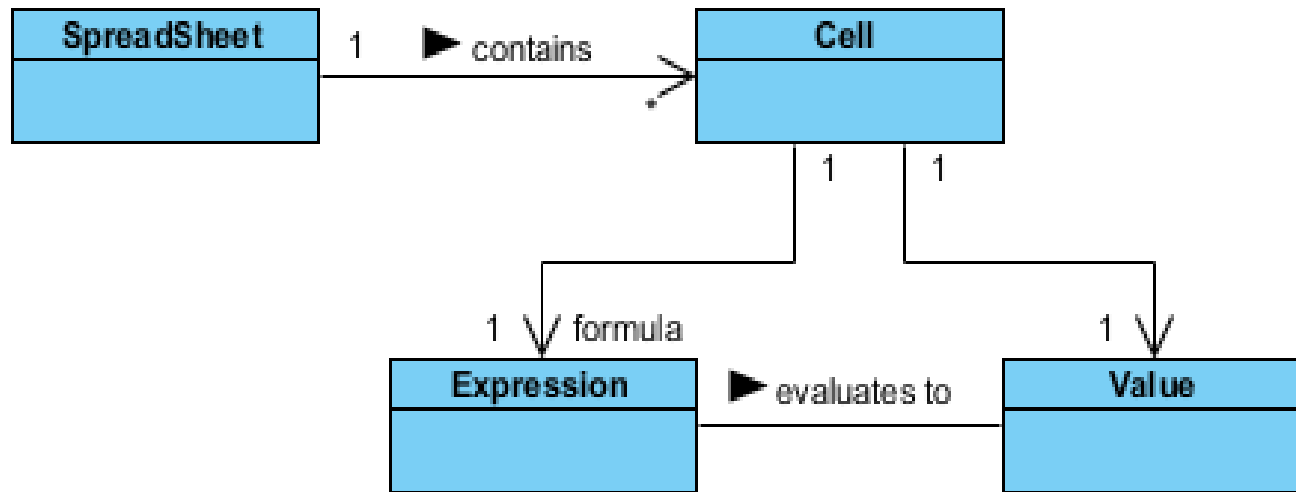 SpreadSheet
1
▶ contains
*
Cell
1
1
1
formula
1
Expression
▶ evaluates to
Value